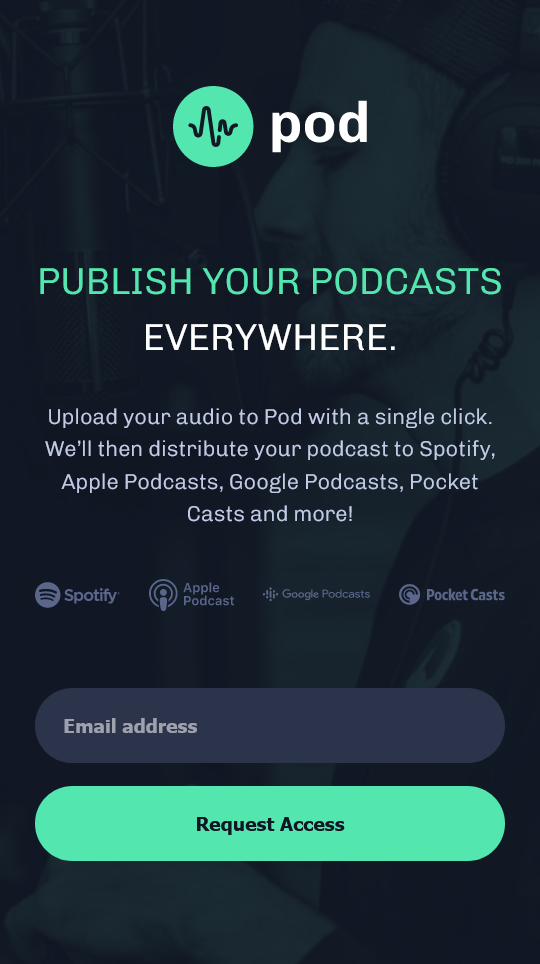 pod
PUBLISH YOUR PODCASTS
EVERYWHERE.
Upload your audio to Pod with a single click.
We’ll then distribute your podcast to Spotify,
Apple Podcasts, Google Podcasts, Pocket
Casts and more!
Spotify Apple Podcast Google Podcasts Pocket Casts
Email address
Request Access